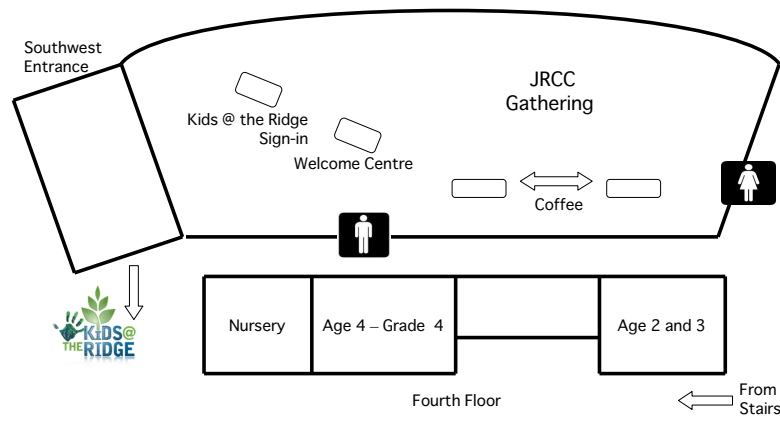 Southwest
Entrance
JRCC
Gathering
Kids @ the Ridge
Sign-in
Welcome Centre
Coffee
KIDS@
THE RIDGE
Nursery
Age 4 – Grade 4
Age 2 and 3
Fourth Floor
From
Stairs